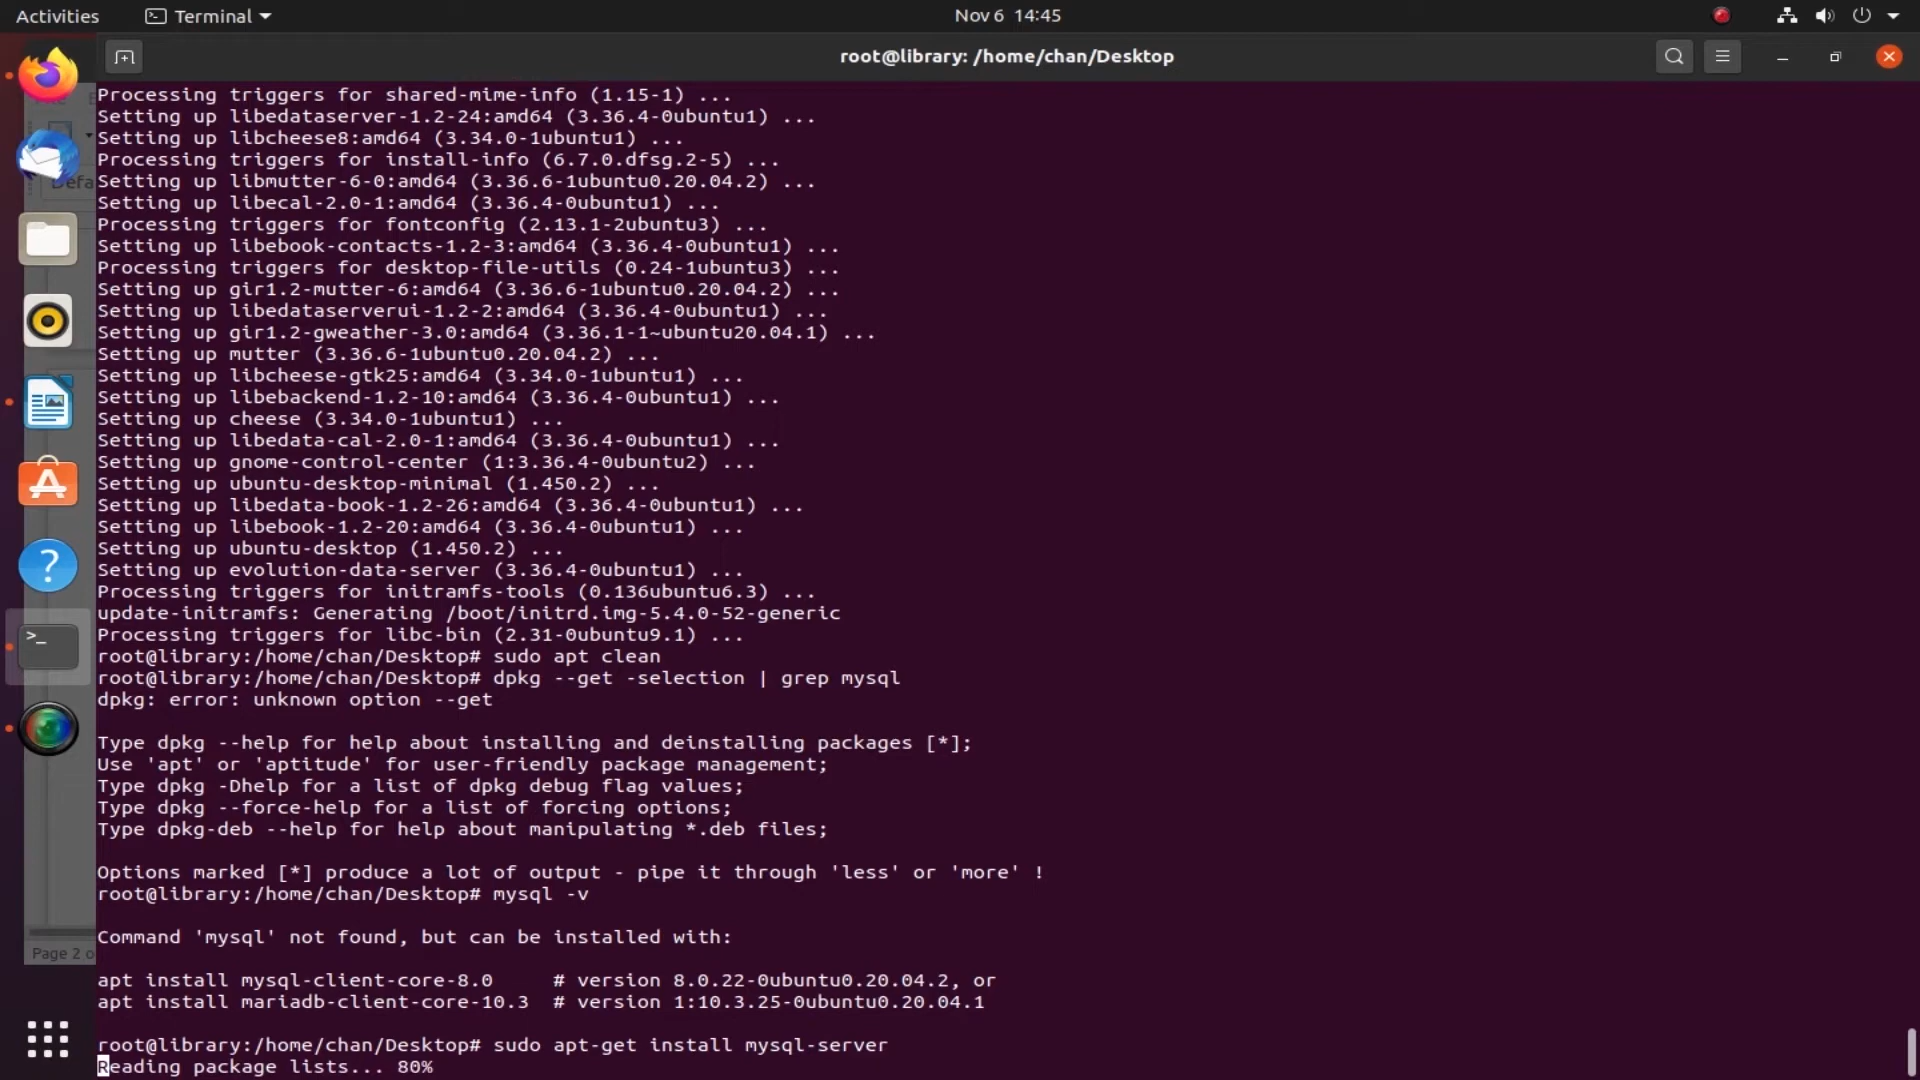 Activities
Terminal
Nov 6 14:45
root@library: /home/chan/Desktop
Processing triggers for shared-mime-info (1.15-1) ...
Setting up libedataserver-1.2-24:amd64 (3.36.4-0ubuntu1) ...
Setting up libcheese8:amd64 (3.34.0-1ubuntu1) ...
Processing triggers for install-info (6.7.0.dfsg.2-5) ...
Setting up libmutter-6-0:amd64 (3.36.6-1ubuntu0.20.04.2) ...
Setting up libecal-2.0-1:amd64 (3.36.4-0ubuntu1) ...
Processing triggers for fontconfig (2.13.1-2ubuntu3) ...
Setting up libebook-contacts-1.2-3:amd64 (3.36.4-0ubuntu1) ...
Processing triggers for desktop-file-utils (0.24-1ubuntu3) ...
Setting up gir1.2-mutter-6:amd64 (3.36.6-1ubuntu0.20.04.2) ...
Setting up libedataserverui-1.2-2:amd64 (3.36.4-0ubuntu1) ...
Setting up gir1.2-gweather-3.0:amd64 (3.36.1-1~ubuntu20.04.1) ...
Setting up mutter (3.36.6-1ubuntu0.20.04.2) ...
Setting up libcheese-gtk25:amd64 (3.34.0-1ubuntu1) ...
Setting up libebackend-1.2-10:amd64 (3.36.4-0ubuntu1) ...
Setting up cheese (3.34.0-1ubuntu1) ...
Setting up libedata-cal-2.0-1:amd64 (3.36.4-0ubuntu1) ...
Setting up gnome-control-center (1:3.36.4-0ubuntu2) ...
Setting up ubuntu-desktop-minimal (1.450.2) ...
Setting up libedata-book-1.2-26:amd64 (3.36.4-0ubuntu1) ...
Setting up libebook-1.2-20:amd64 (3.36.4-0ubuntu1) ...
Setting up ubuntu-desktop (1.450.2) ...
Setting up evolution-data-server (3.36.4-0ubuntu1) ...
Processing triggers for initramfs-tools (0.136ubuntu6.3) ...
update-initramfs: Generating /boot/initrd.img-5.4.0-52-generic
Processing triggers for libc-bin (2.31-0ubuntu9.1) ...
root@library:/home/chan/Desktop# sudo apt clean
root@library:/home/chan/Desktop# dpkg --get -selection | grep mysql
dpkg: error: unknown option --get

Type dpkg --help for help about installing and deinstalling packages [*];
Use 'apt' or 'aptitude' for user-friendly package management;
Type dpkg -Dhelp for a list of dpkg debug flag values;
Type dpkg --force-help for a list of forcing options;
Type dpkg-deb --help for help about manipulating *.deb files;

Options marked [*] produce a lot of output - pipe it through 'less' or 'more' !
root@library:/home/chan/Desktop# mysql -v

Command 'mysql' not found, but can be installed with:

apt install mysql-client-core-8.0     # version 8.0.22-0ubuntu0.20.04.2, or
apt install mariadb-client-core-10.3  # version 1:10.3.25-0ubuntu0.20.04.1

root@library:/home/chan/Desktop# sudo apt-get install mysql-server
Reading package lists... 80%
Defa
Page 2 o